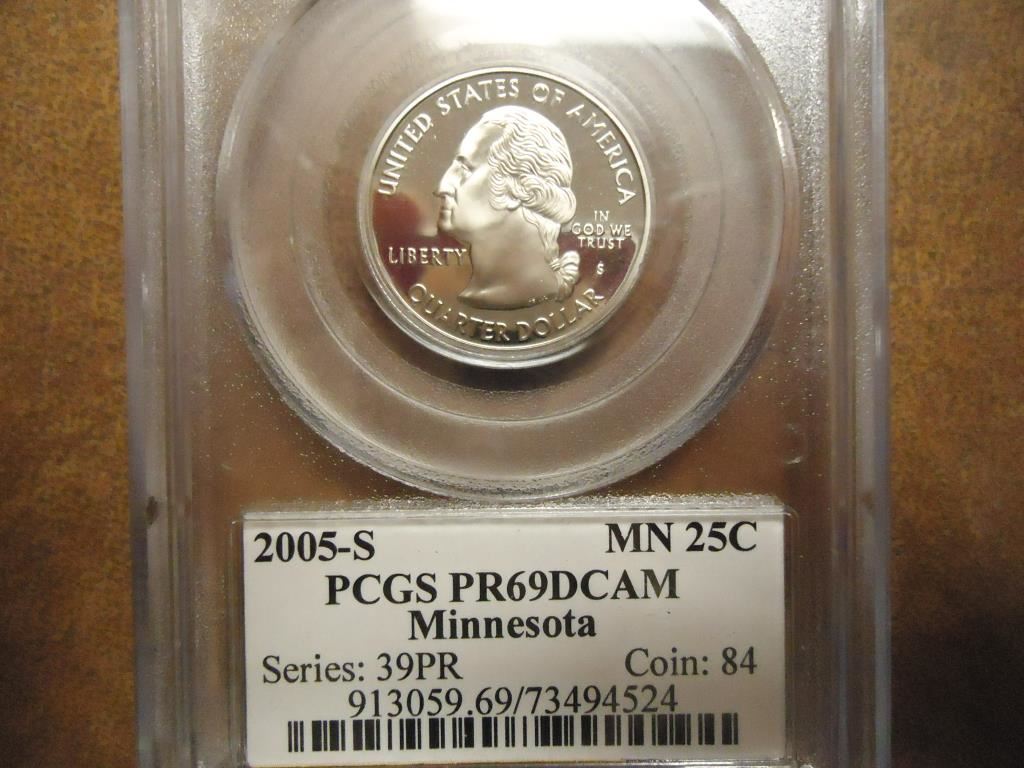 UNITED STATES OF AMERICA
IN
GOD WE
TRUST
LIBERTY
S
QUARTER DOLLAR
2005-S MN 25C
PCGS PR69DCAM
Minnesota
Series: 39PR Coin: 84
913059.69/73494524